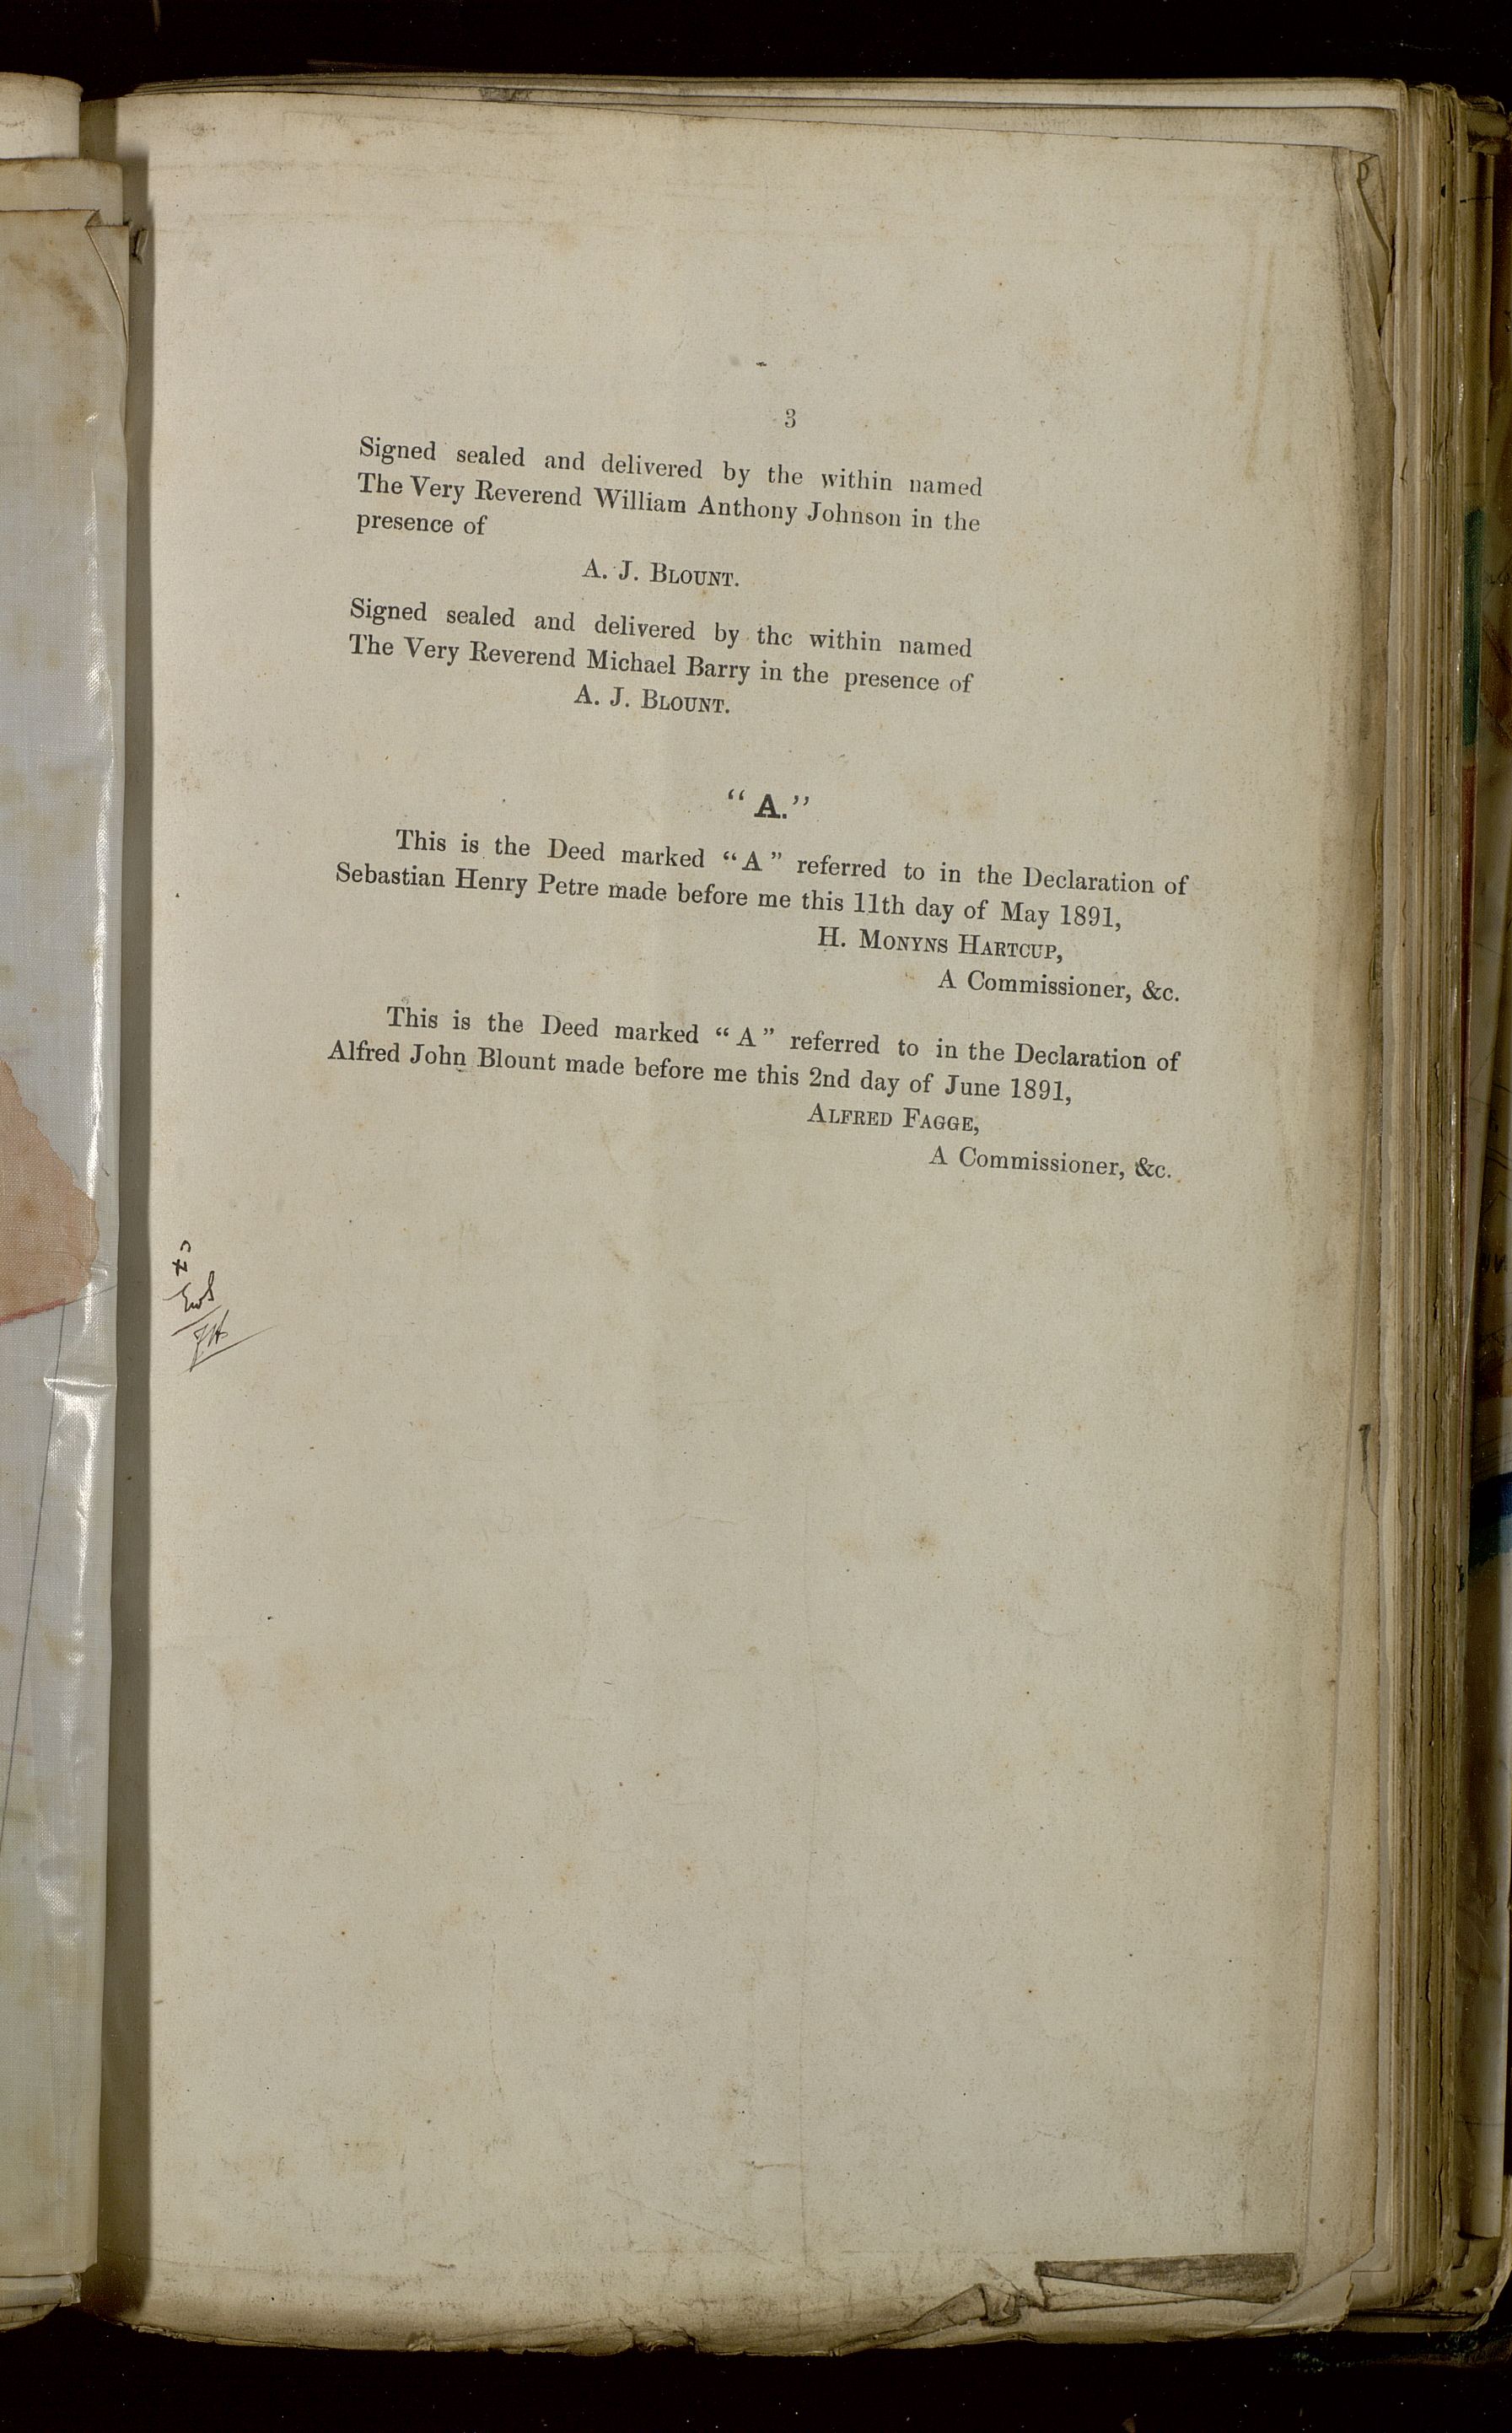 3
Signed sealed and delivered by the within named
The Very Reverend William Anthony Johnson in the
presence of
A. J. BLOUNT.
Signed sealed and delivered by the within named
The Very Reverend Michael Barry in the presence of
A. J. BLOUNT.
“A.”
This is the Deed marked “A” referred to in the Declaration of
Sebastian Henry Petre made before me this 11th day of May 1891,
H. MONYNS HARTCUP,
A Commissioner, &c.
This is the Deed marked “A” referred to in the Declaration of
Alfred John Blount made before me this 2nd day of June 1891,
ALFRED FAGGE,
A Commissioner, &c.